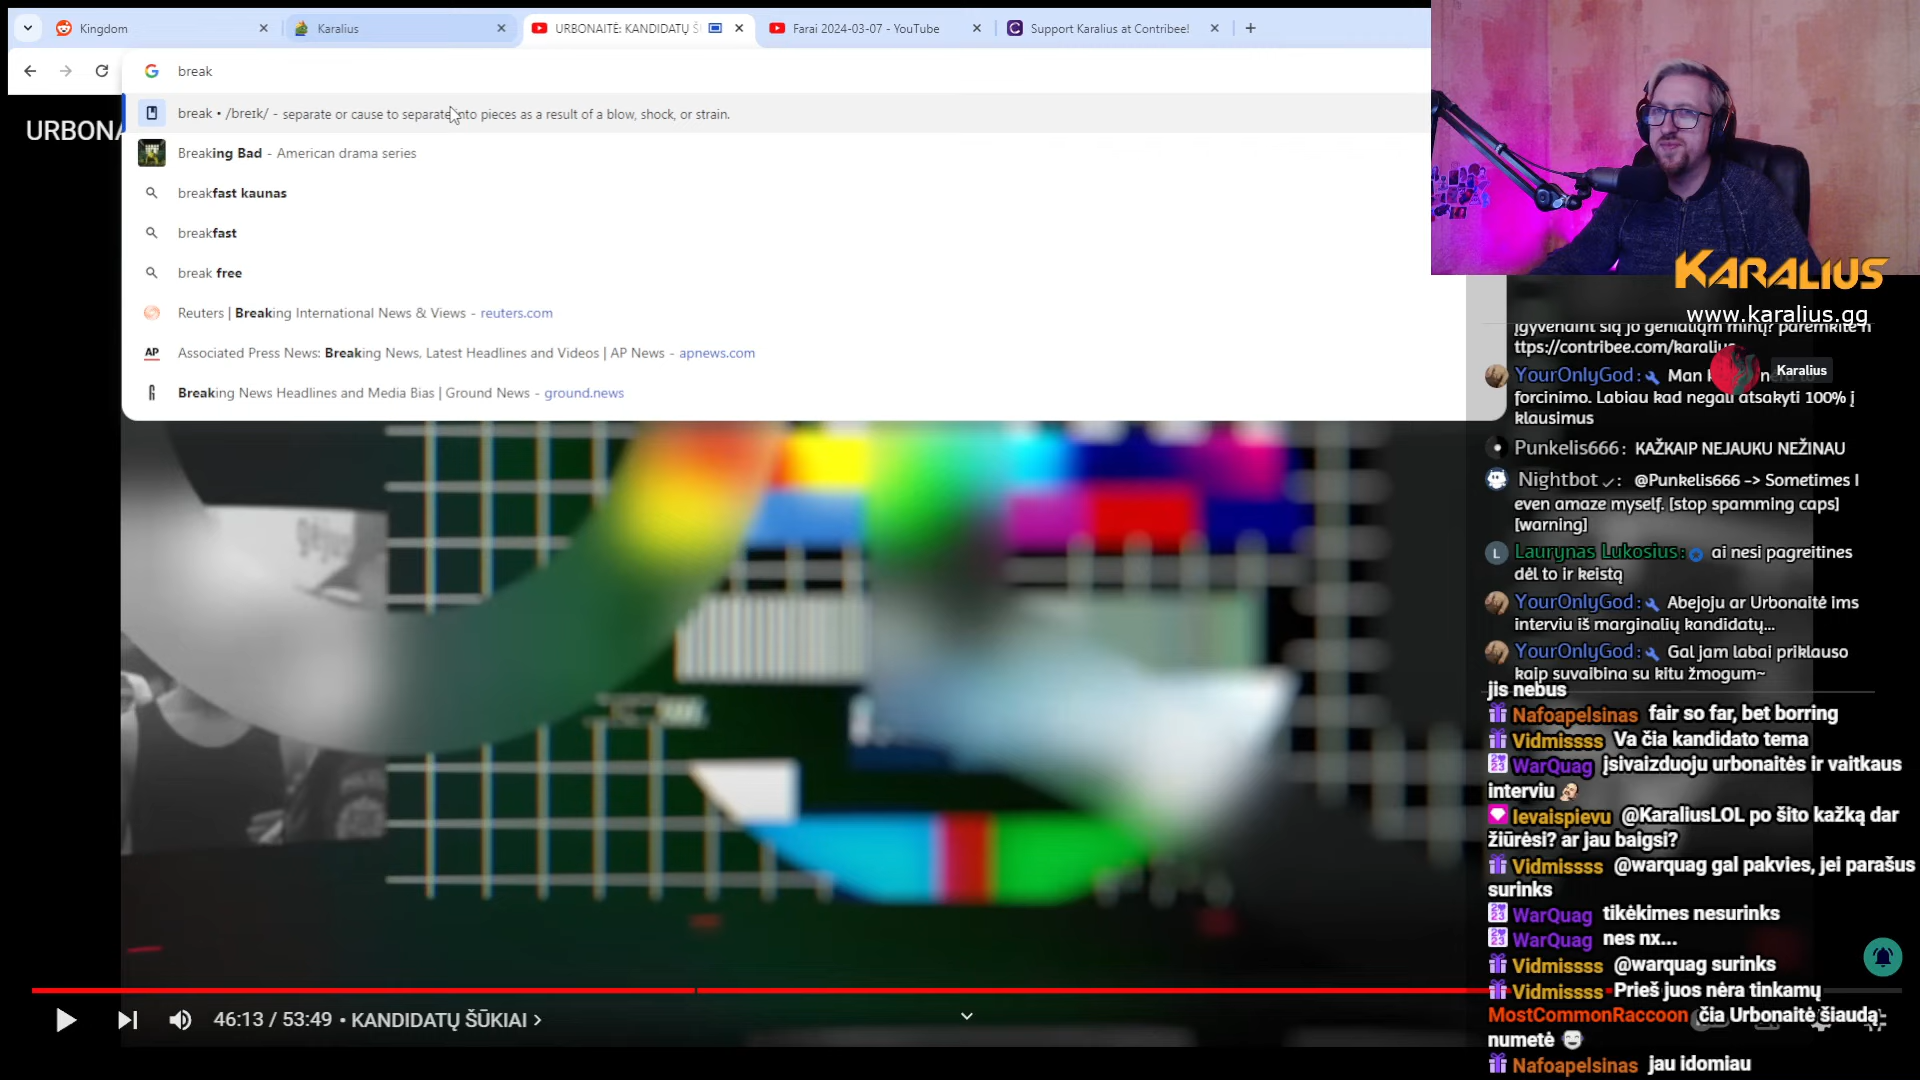 Kingdom
Karalius
URBONAITĖ: KANDIDATŲ Š
Farai 2024-03-07 - YouTube
Support Karalius at Contribee!
break
URBONA
break • /breɪk/ - separate or cause to separate into pieces as a result of a blow, shock, or strain.
Breaking Bad - American drama series
breakfast kaunas
breakfast
break free
Reuters | Breaking International News & Views - reuters.com
AP Associated Press News: Breaking News, Latest Headlines and Videos | AP News - apnews.com
Breaking News Headlines and Media Bias | Ground News - ground.news
KARALIUS
www.karalius.gg
įgyvendint šią jo genialiąm mintį? paremkite h
ttps://contribee.com/karalius
Karalius
YourOnlyGod: Man
forcinimo. Labiau kad negali atsakyti 100% į
klausimus
Punkelis666: KAŽKAIP NEJAUKU NEŽINAU
Nightbot: @Punkelis666 -> Sometimes I
even amaze myself. [stop spamming caps]
[warning]
L Laurynas Lukosius: ai nesi pagreitines
dėl to ir keistą
YourOnlyGod: Abejoju ar Urbonaitė ims
interviu iš marginalių kandidatų...
YourOnlyGod: Gal jam labai priklauso
kaip suvaibina su kitu žmogum~
jis nebus
Nafoapelsinas fair so far, bet borring
Vidmissss Va čia kandidato tema
WarQuag įsivaizduoju urbonaitės ir vaitkaus
interviu
Ievaispievu @KaraliusLOL po šito kažką dar
žiūrėsi? ar jau baigsi?
Vidmissss @warquag gal pakvies, jei parašus
surinks
WarQuag tikėkimes nesurinks
WarQuag nes nx...
Vidmissss @warquag surinks
Vidmissss Prieš juos nėra tinkamų
MostCommonRaccoon čia Urbonaitė šiaudą
numetė
Nafoapelsinas jau idomiau
46:13 / 53:49 • KANDIDATŲ ŠŪKIAI >